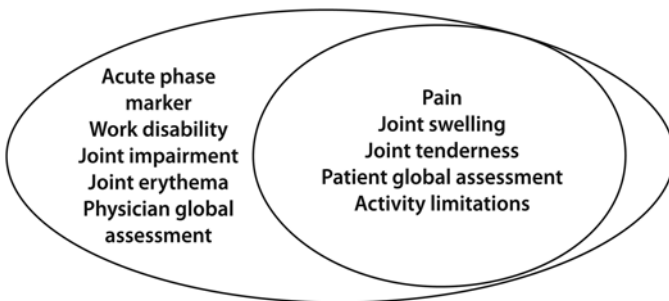 Acute phase
marker
Work disability
Joint impairment
Joint erythema
Physician global
assessment
Pain
Joint swelling
Joint tenderness
Patient global assessment
Activity limitations